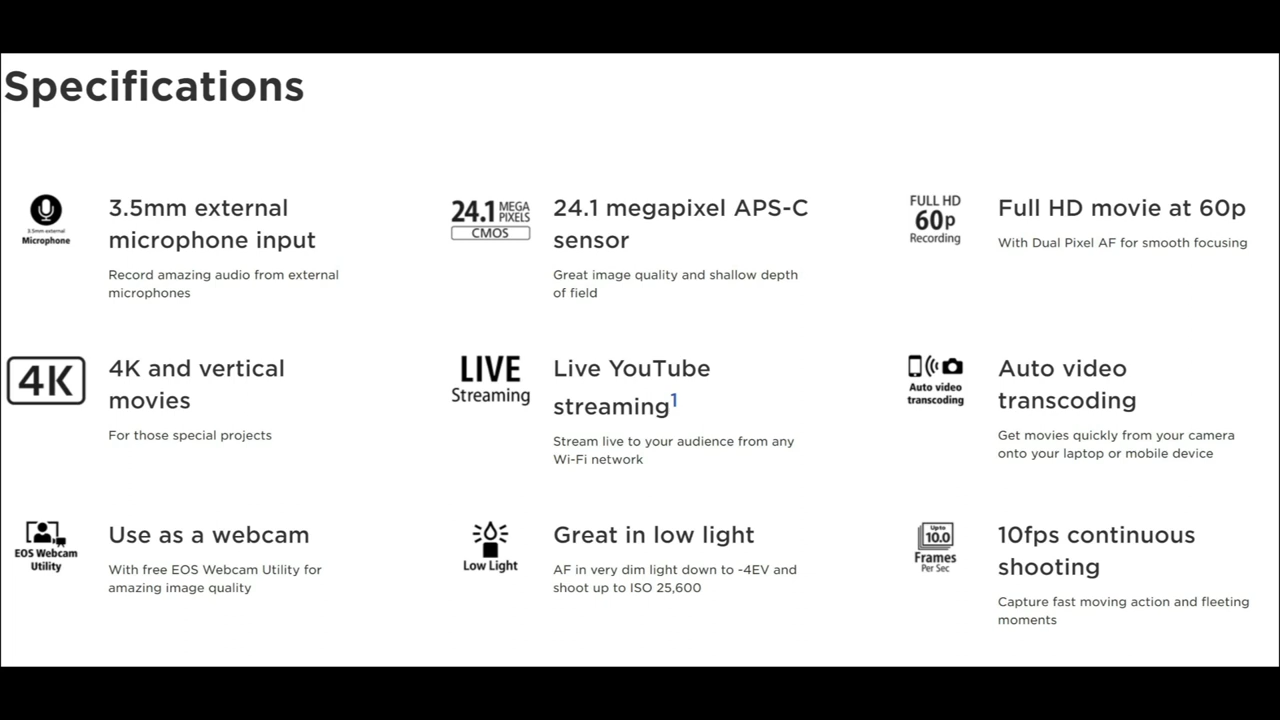 Specifications
3.5mm external
Microphone
3.5mm external
microphone input
Record amazing audio from external
microphones
24.1 MEGA
PIXELS
CMOS
24.1 megapixel APS-C
sensor
Great image quality and shallow depth
of field
FULL HD
60p
Recording
Full HD movie at 60p
With Dual Pixel AF for smooth focusing
4K
4K and vertical
movies
For those special projects
LIVE
Streaming
Live YouTube
streaming1
Stream live to your audience from any
Wi-Fi network
Auto video
transcoding
Auto video
transcoding
Get movies quickly from your camera
onto your laptop or mobile device
EOS Webcam
Utility
Use as a webcam
With free EOS Webcam Utility for
amazing image quality
Low Light
Great in low light
AF in very dim light down to -4EV and
shoot up to ISO 25,600
Up to
10.0
Frames
Per Sec
10fps continuous
shooting
Capture fast moving action and fleeting
moments